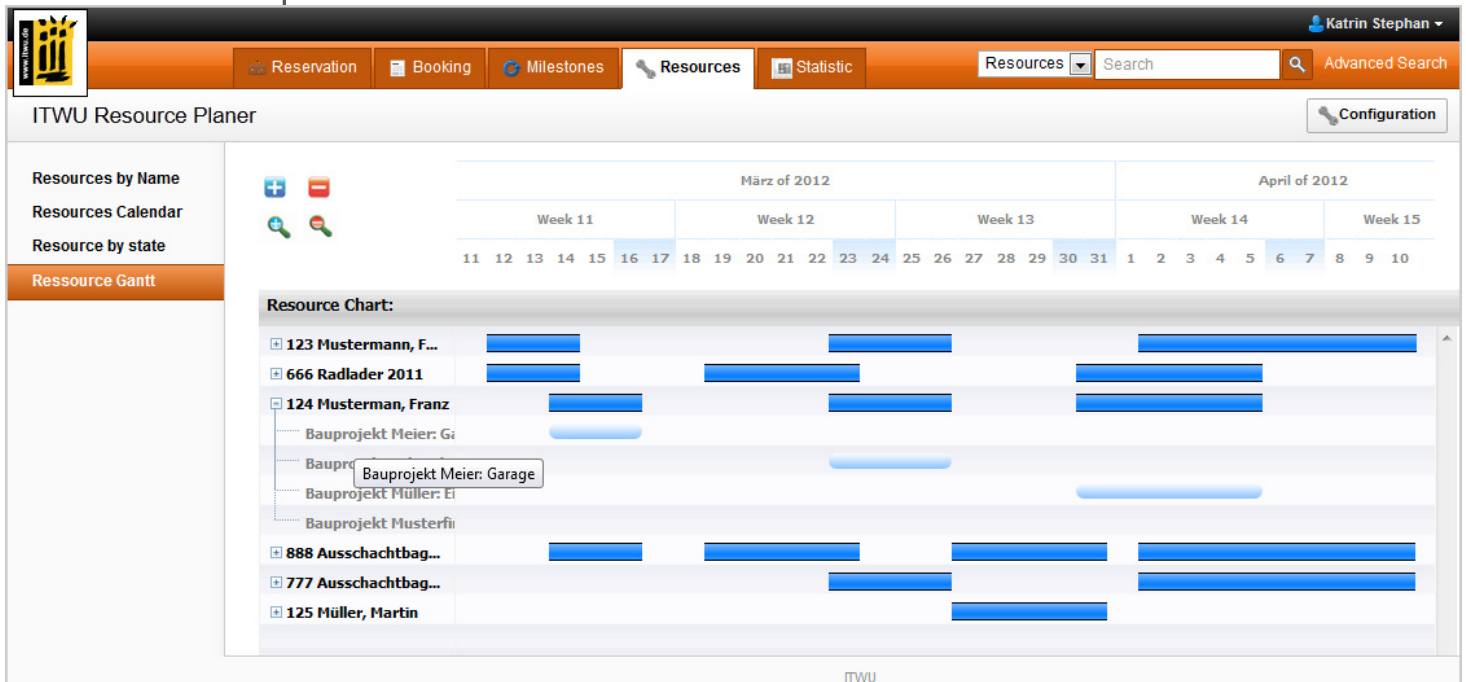 www.itwu.de
Katrin Stephan
Reservation Booking Milestones Resources Statistic Resources Search Advanced Search
ITWU Resource Planer Configuration
Resources by Name
Resources Calendar
Resource by state
Ressource Gantt
März of 2012 April of 2012
Week 11 Week 12 Week 13 Week 14 Week 15
11 12 13 14 15 16 17 18 19 20 21 22 23 24 25 26 27 28 29 30 31 1 2 3 4 5 6 7 8 9 10
Resource Chart:
123 Mustermann, F...
666 Radlader 2011
124 Musterman, Franz
Bauprojekt Meier: Ga
Baupro
Bauprojekt Meier: Garage
Bauprojekt Müller: Ei
Bauprojekt Musterfi
888 Ausschachtbag...
777 Ausschachtbag...
125 Müller, Martin
ITWU